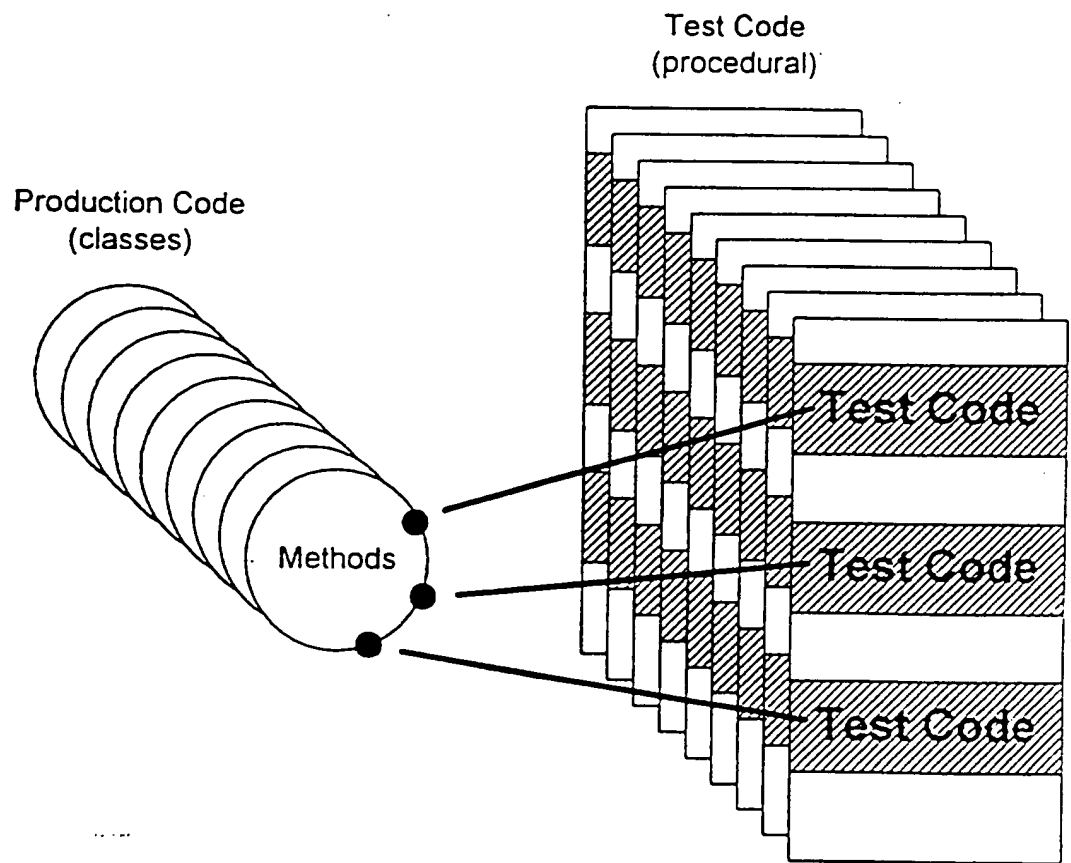 Test Code
(procedural)
Production Code
(classes)
Methods
Test Code
Test Code
Test Code